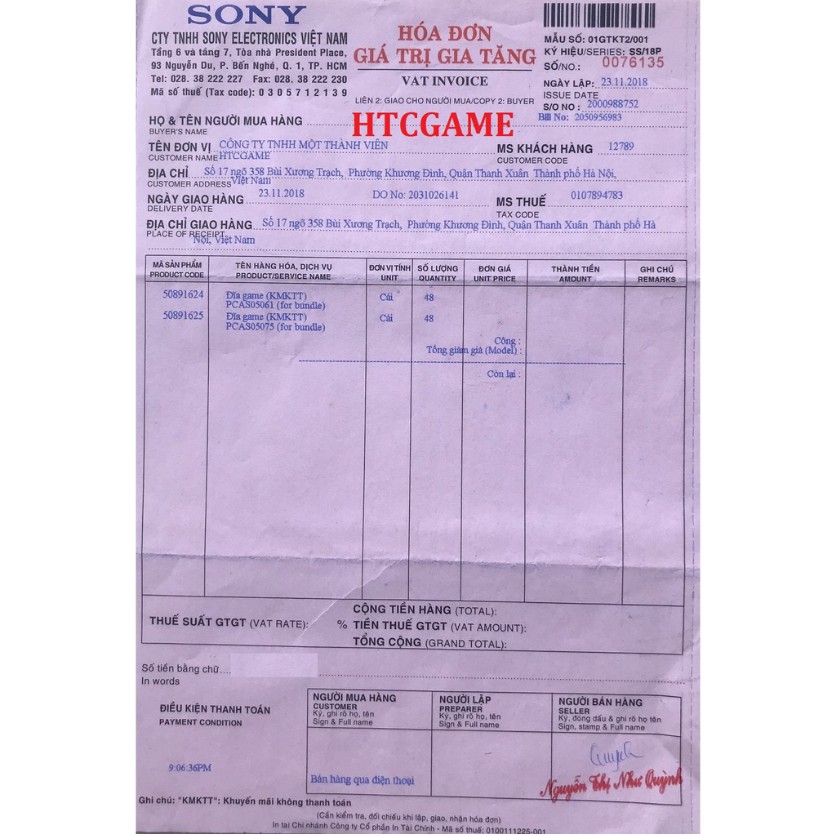 SONY
CTY TNHH SONY ELECTRONICS VIỆT NAM
Tầng 6 và tầng 7, Tòa nhà President Place,
93 Nguyễn Du, P. Bến Nghé, Q. 1, TP. HCM
Tel: 028. 38 222 227 Fax: 028. 38 222 230
Mã số thuế (Tax code): 0 3 0 5 7 1 2 1 3 9
HÓA ĐƠN
GIÁ TRỊ GIA TĂNG
VAT INVOICE
LIÊN 2: GIAO CHO NGƯỜI MUA/COPY 2: BUYER
MẪU SỐ: 01GTKT2/001
KÝ HIỆU/SERIES: SS/18P
SỐ/NO.: 0076135
NGÀY LẬP: 23.11.2018
ISSUE DATE
S/O NO : 2000988752
Bill No: 2050956983
HỌ & TÊN NGƯỜI MUA HÀNG
BUYER'S NAME
HTCGAME
TÊN ĐƠN VỊ CÔNG TY TNHH MỘT THÀNH VIÊN
CUSTOMER NAME HTCGAME
MS KHÁCH HÀNG 12789
CUSTOMER CODE
ĐỊA CHỈ Số 17 ngõ 358 Bùi Xương Trạch, Phường Khương Đình, Quận Thanh Xuân Thành phố Hà Nội,
CUSTOMER ADDRESS Việt Nam
NGÀY GIAO HÀNG 23.11.2018 DO No: 2031026141
DELIVERY DATE
MS THUẾ 0107894783
TAX CODE
ĐỊA CHỈ GIAO HÀNG Số 17 ngõ 358 Bùi Xương Trạch, Phường Khương Đình, Quận Thanh Xuân Thành phố Hà
PLACE OF RECEIPT Nội, Việt Nam
MÃ SẢN PHẨM TÊN HÀNG HÓA, DỊCH VỤ ĐƠN VỊ TÍNH SỐ LƯỢNG ĐƠN GIÁ THÀNH TIỀN GHI CHÚ
PRODUCT CODE PRODUCT/SERVICE NAME UNIT QUANTITY UNIT PRICE AMOUNT REMARKS
50891624 Đĩa game (KMKTT) Cái 48
PCAS05061 (for bundle)
50891625 Đĩa game (KMKTT) Cái 48
PCAS05075 (for bundle)
Cộng :
Tổng giảm giá (Model) :
Còn lại :
CỘNG TIỀN HÀNG (TOTAL):
THUẾ SUẤT GTGT (VAT RATE): % TIỀN THUẾ GTGT (VAT AMOUNT):
TỔNG CỘNG (GRAND TOTAL):
Số tiền bằng chữ...
In words
ĐIỀU KIỆN THANH TOÁN
PAYMENT CONDITION
9:06:36PM
NGƯỜI MUA HÀNG
CUSTOMER
Ký, ghi rõ họ, tên
Sign & Full name
Bán hàng qua điện thoại
NGƯỜI LẬP
PREPARER
Ký, ghi rõ họ, tên
Sign & Full name
NGƯỜI BÁN HÀNG
SELLER
Ký, đóng dấu & ghi rõ họ tên
Sign, stamp & Full name
Nguyễn Thị Như Quỳnh
Ghi chú: "KMKTT": Khuyến mãi không thanh toán
(Cần kiểm tra, đối chiếu khi lập, giao, nhận hóa đơn)
In tại Chi nhánh Công ty Cổ phần In Tài Chính - Mã số thuế: 0100111225-001